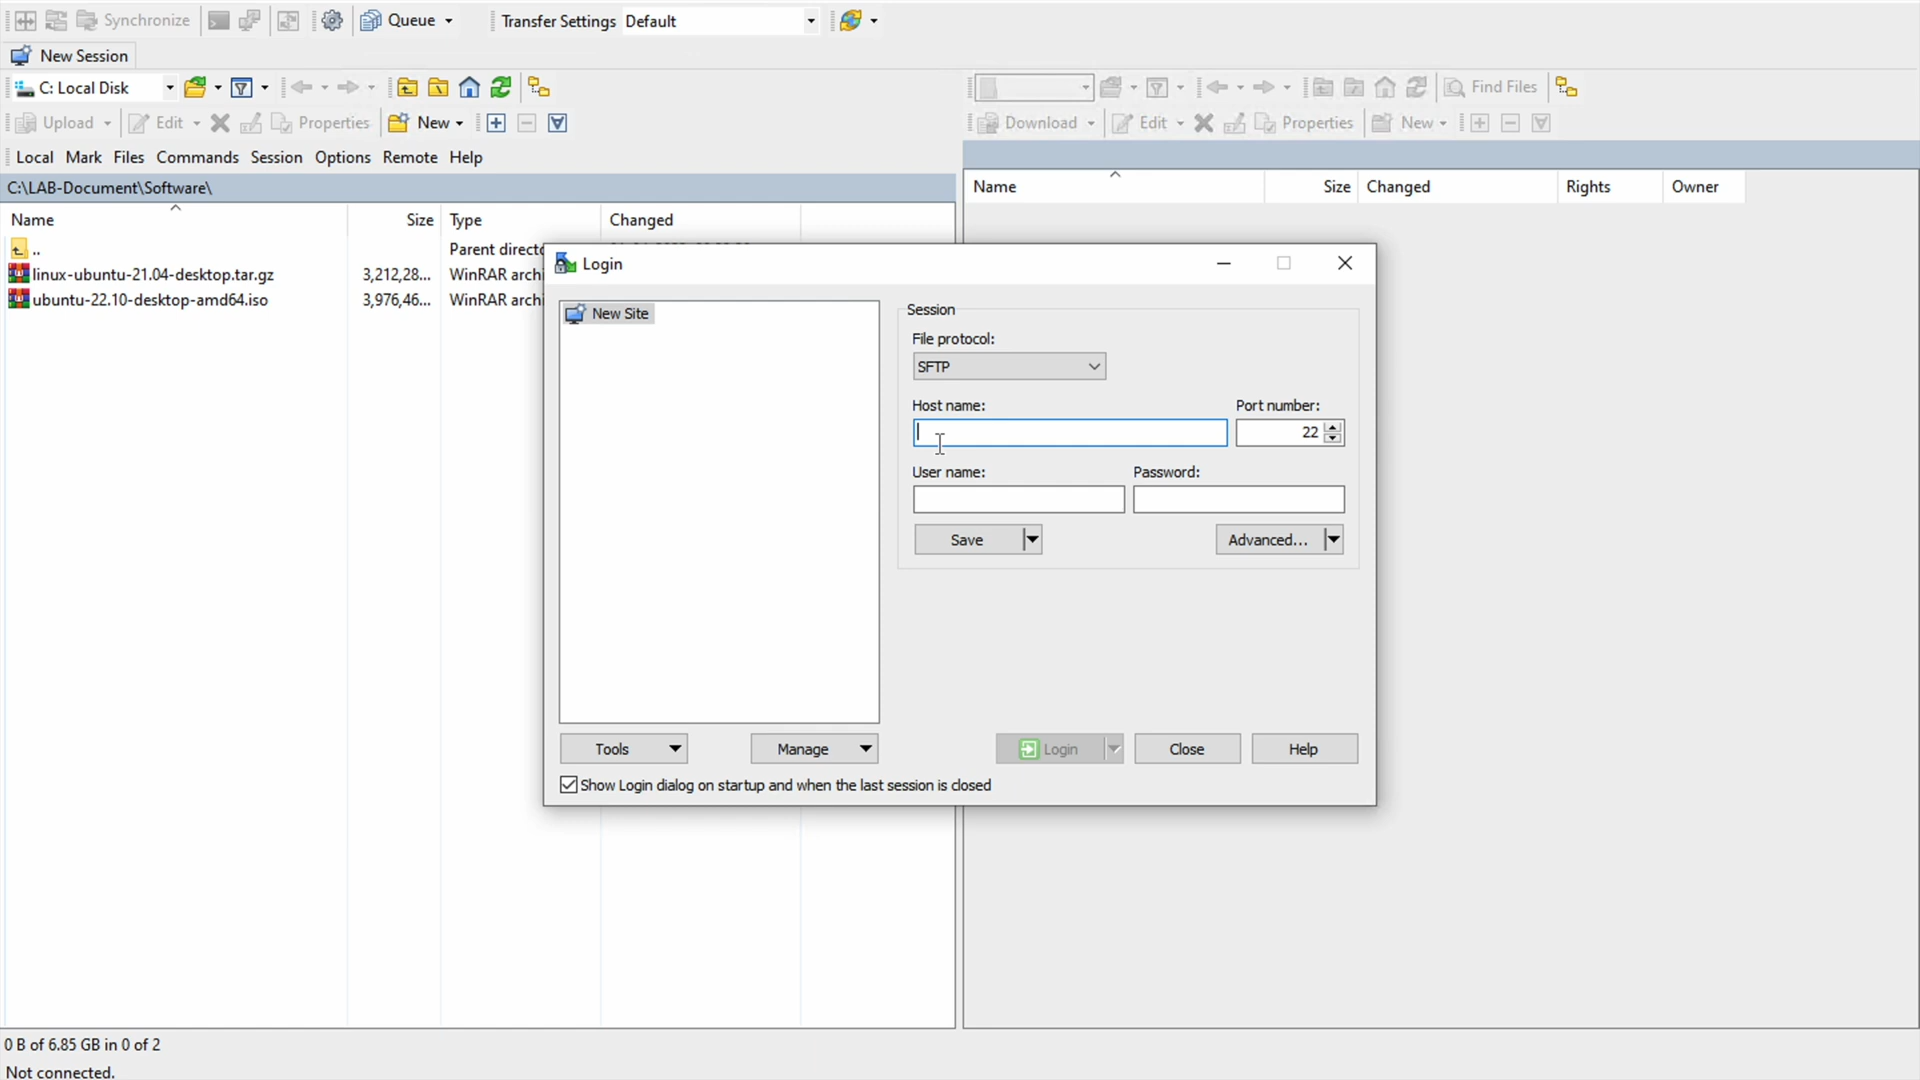 Synchronize Queue Transfer Settings Default
New Session
C: Local Disk Find Files
Upload Edit Properties New Download Edit Properties New
Local Mark Files Commands Session Options Remote Help
C:\LAB-Document\Software\
Name Size Changed Rights Owner
Name Size Type Changed
.. Parent directo
linux-ubuntu-21.04-desktop.tar.gz 3,212,28... WinRAR archi
ubuntu-22.10-desktop-amd64.iso 3,976,46... WinRAR archi
Login
New Site
Session
File protocol:
SFTP
Host name: Port number:
22
User name: Password:
Save Advanced...
Tools Manage Login Close Help
Show Login dialog on startup and when the last session is closed
0 B of 6.85 GB in 0 of 2
Not connected.